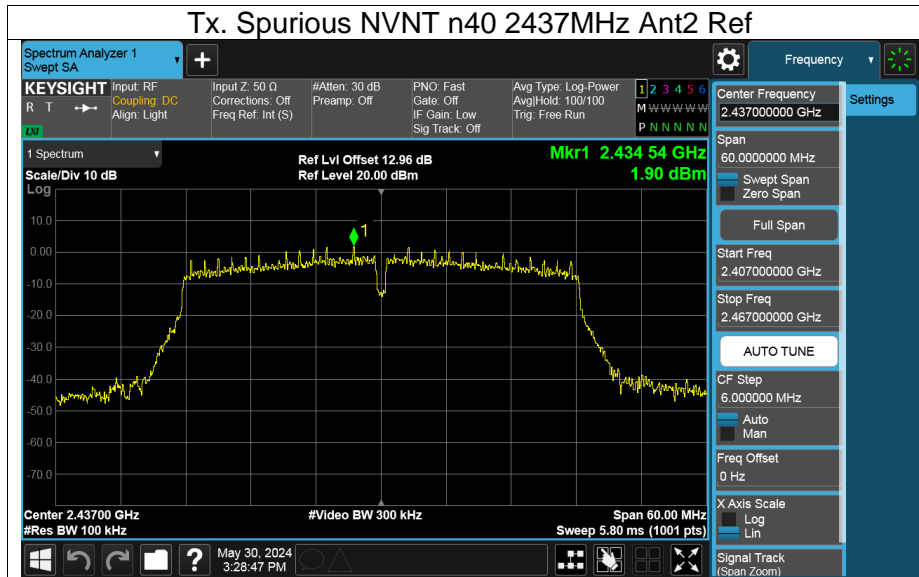 Tx. Spurious NVNT n40 2437MHz Ant2 Ref
Spectrum Analyzer 1
Swept SA
+
Frequency
KEYSIGHT
R T
LXI
Input: RF
Coupling: DC
Align: Light
Input Z: 50 Ω
Corrections: Off
Freq Ref: Int (S)
#Atten: 30 dB
Preamp: Off
PNO: Fast
Gate: Off
IF Gain: Low
Sig Track: Off
Avg Type: Log-Power
Avg|Hold: 100/100
Trig: Free Run
1 2 3 4 5 6
M W W W W W
P N N N N N
1 Spectrum
Scale/Div 10 dB
Log
Ref Lvl Offset 12.96 dB
Ref Level 20.00 dBm
Mkr1 2.434 54 GHz
1.90 dBm
1
10.0
0.00
-10.0
-20.0
-30.0
-40.0
-50.0
-60.0
-70.0
Center 2.43700 GHz
#Res BW 100 kHz
#Video BW 300 kHz
Span 60.00 MHz
Sweep 5.80 ms (1001 pts)
?
May 30, 2024
3:28:47 PM
Center Frequency
2.437000000 GHz
Span
60.0000000 MHz
Swept Span
Zero Span
Full Span
Start Freq
2.407000000 GHz
Stop Freq
2.467000000 GHz
AUTO TUNE
CF Step
6.000000 MHz
Auto
Man
Freq Offset
0 Hz
X Axis Scale
Log
Lin
Signal Track
(Span Zoom)
Settings